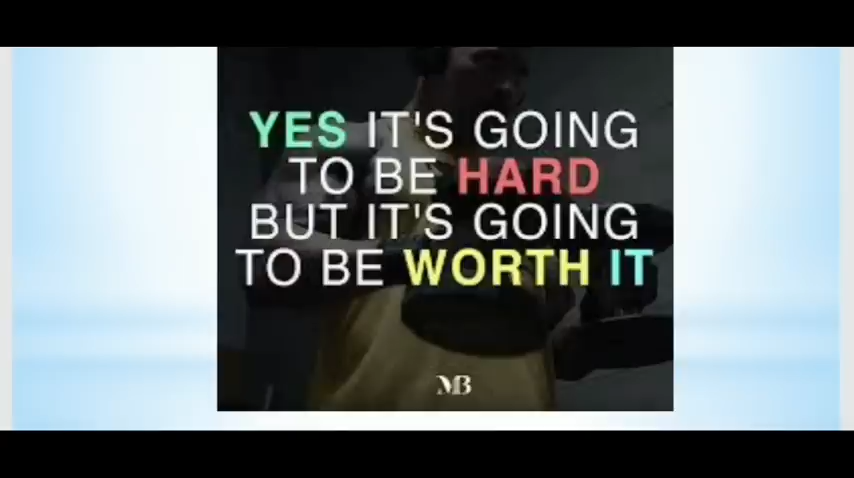 YES IT'S GOING
TO BE HARD
BUT IT'S GOING
TO BE WORTH IT
MB